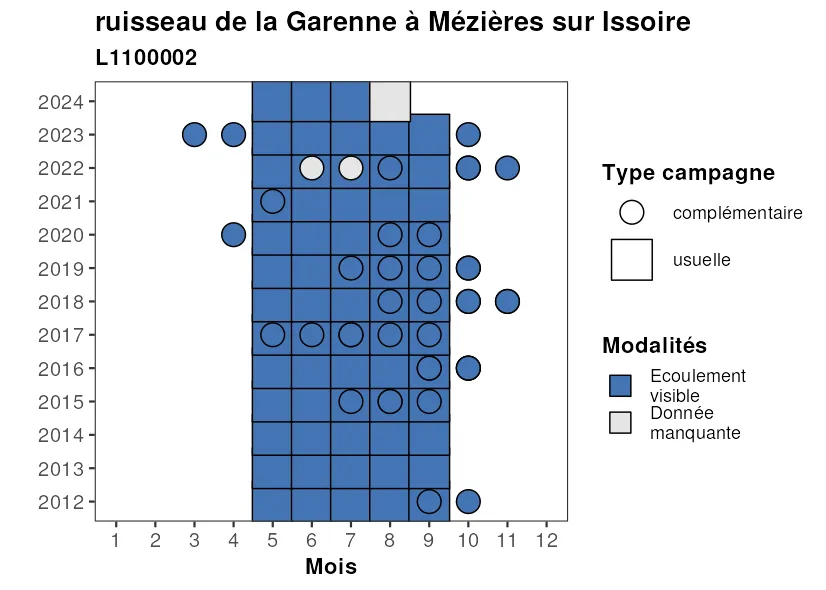 ruisseau de la Garenne à Mézières sur Issoire
L1100002
2024
2023
2022
2021
2020
2019
2018
2017
2016
2015
2014
2013
2012
1 2 3 4 5 6 7 8 9 10 11 12
Mois
Type campagne
complémentaire
usuelle
Modalités
Ecoulement
visible
Donnée
manquante